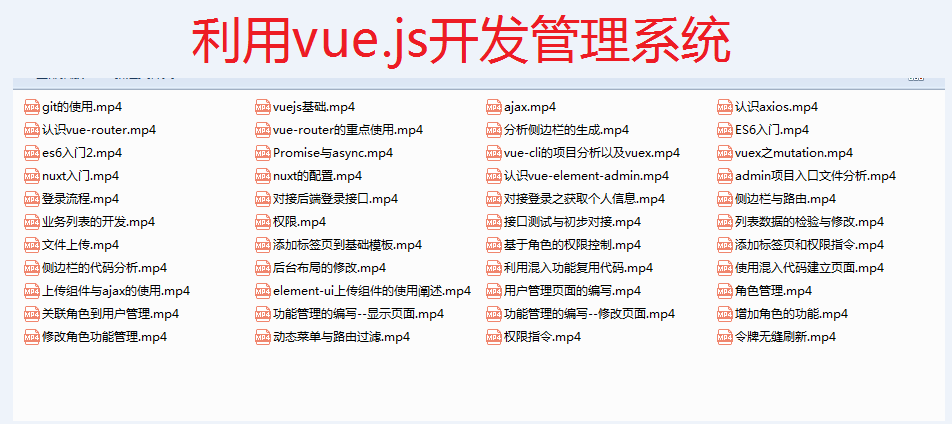 利用vue.js开发管理系统
git的使用.mp4 vuejs基础.mp4 ajax.mp4 认识axios.mp4
认识vue-router.mp4 vue-router的重点使用.mp4 分析侧边栏的生成.mp4 ES6入门.mp4
es6入门2.mp4 Promise与async.mp4 vue-cli的项目分析以及vuex.mp4 vuex之mutation.mp4
nuxt入门.mp4 nuxt的配置.mp4 认识vue-element-admin.mp4 admin项目入口文件分析.mp4
登录流程.mp4 对接后端登录接口.mp4 对接登录之获取个人信息.mp4 侧边栏与路由.mp4
业务列表的开发.mp4 权限.mp4 接口测试与初步对接.mp4 列表数据的检验与修改.mp4
文件上传.mp4 添加标签页到基础模板.mp4 基于角色的权限控制.mp4 添加标签页和权限指令.mp4
侧边栏的代码分析.mp4 后台布局的修改.mp4 利用混入功能复用代码.mp4 使用混入代码建立页面.mp4
上传组件与ajax的使用.mp4 element-ui上传组件的使用阐述.mp4 用户管理页面的编写.mp4 角色管理.mp4
关联角色到用户管理.mp4 功能管理的编写--显示页面.mp4 功能管理的编写--修改页面.mp4 增加角色的功能.mp4
修改角色功能管理.mp4 动态菜单与路由过滤.mp4 权限指令.mp4 令牌无缝刷新.mp4